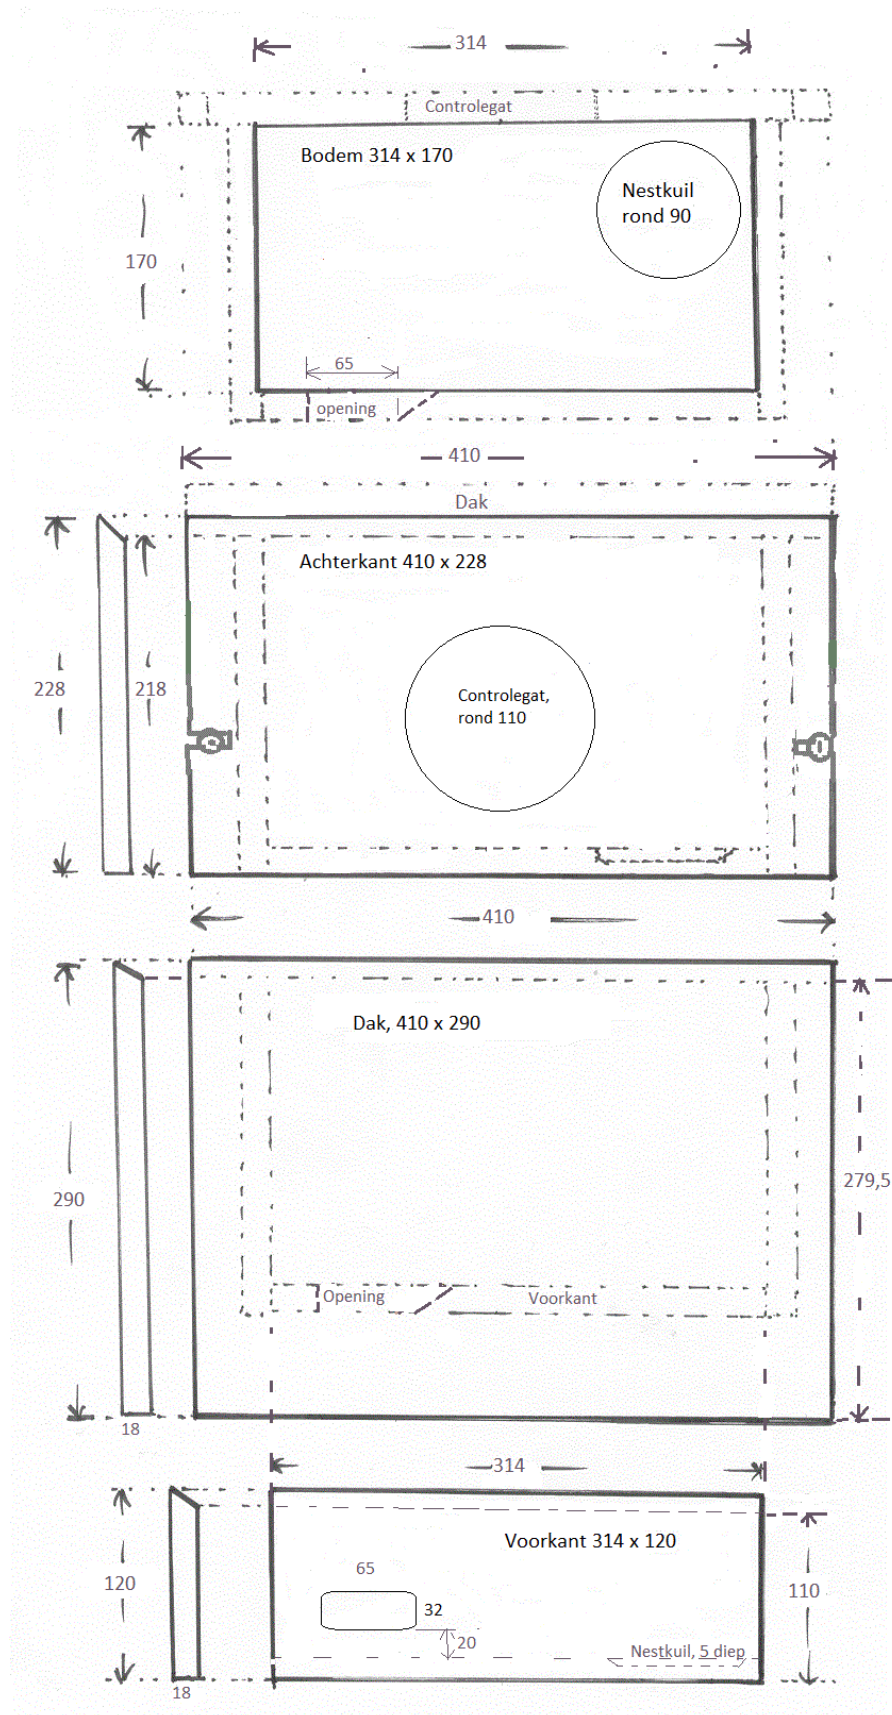 314
Controlegat
Bodem 314 x 170
Nestkuil
rond 90
170
65
opening
410
Dak
Achterkant 410 x 228
228
218
Controlegat,
rond 110
410
Dak, 410 x 290
290
279,5
Opening
Voorkant
18
314
Voorkant 314 x 120
65
120
32
110
20
Nestkuil, 5 diep
18